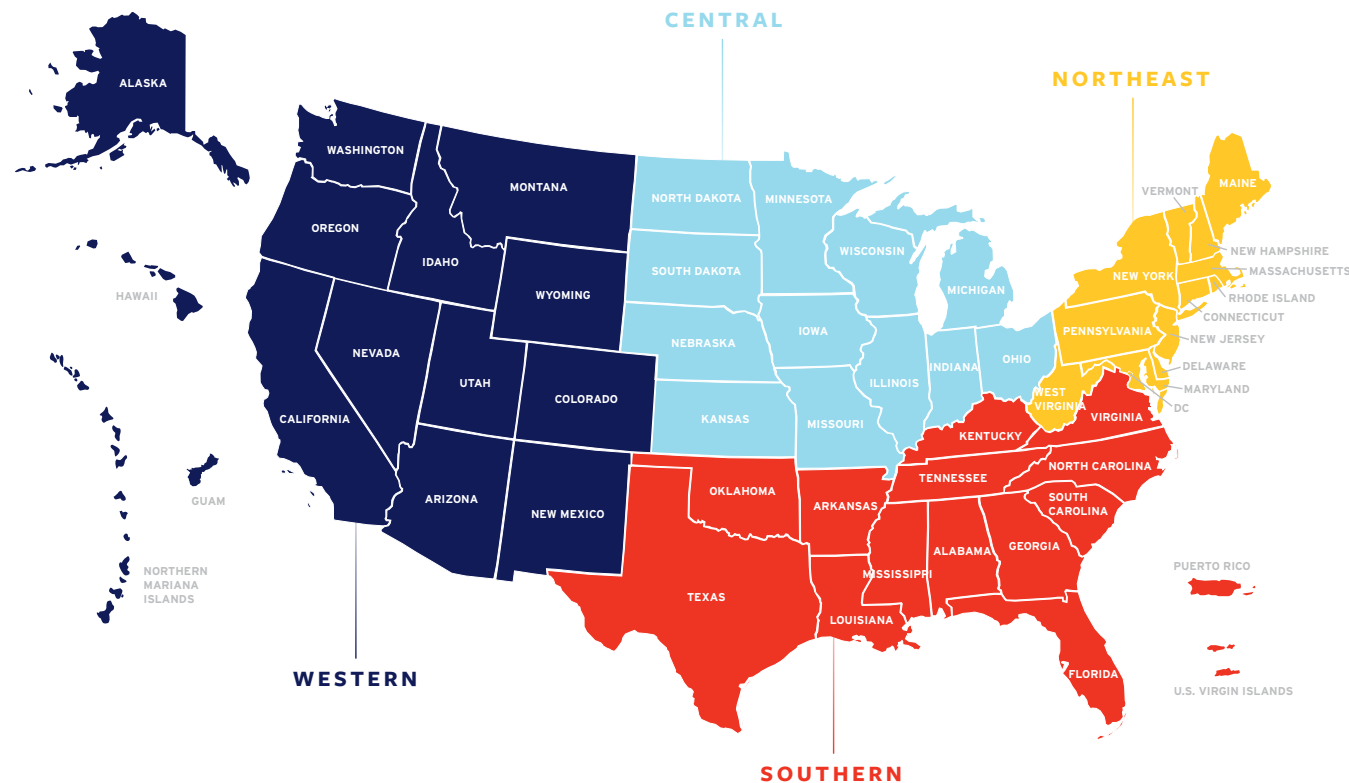 CENTRAL
NORTHEAST
ALASKA
WASHINGTON
MONTANA
NORTH DAKOTA
MINNESOTA
MAINE
VERMONT
OREGON
IDAHO
SOUTH DAKOTA
WISCONSIN
NEW HAMPSHIRE
NEW YORK
MASSACHUSETTS
HAWAII
WYOMING
MICHIGAN
RHODE ISLAND
CONNECTICUT
IOWA
PENNSYLVANIA
NEW JERSEY
NEVADA
NEBRASKA
OHIO
INDIANA
DELAWARE
UTAH
COLORADO
ILLINOIS
MARYLAND
WEST
VIRGINIA
DC
CALIFORNIA
KANSAS
MISSOURI
VIRGINIA
KENTUCKY
NORTH CAROLINA
TENNESSEE
GUAM
ARIZONA
NEW MEXICO
OKLAHOMA
ARKANSAS
SOUTH
CAROLINA
ALABAMA
GEORGIA
NORTHERN
MARIANA
ISLANDS
MISSISSIPPI
PUERTO RICO
TEXAS
LOUISIANA
FLORIDA
U.S. VIRGIN ISLANDS
WESTERN
SOUTHERN